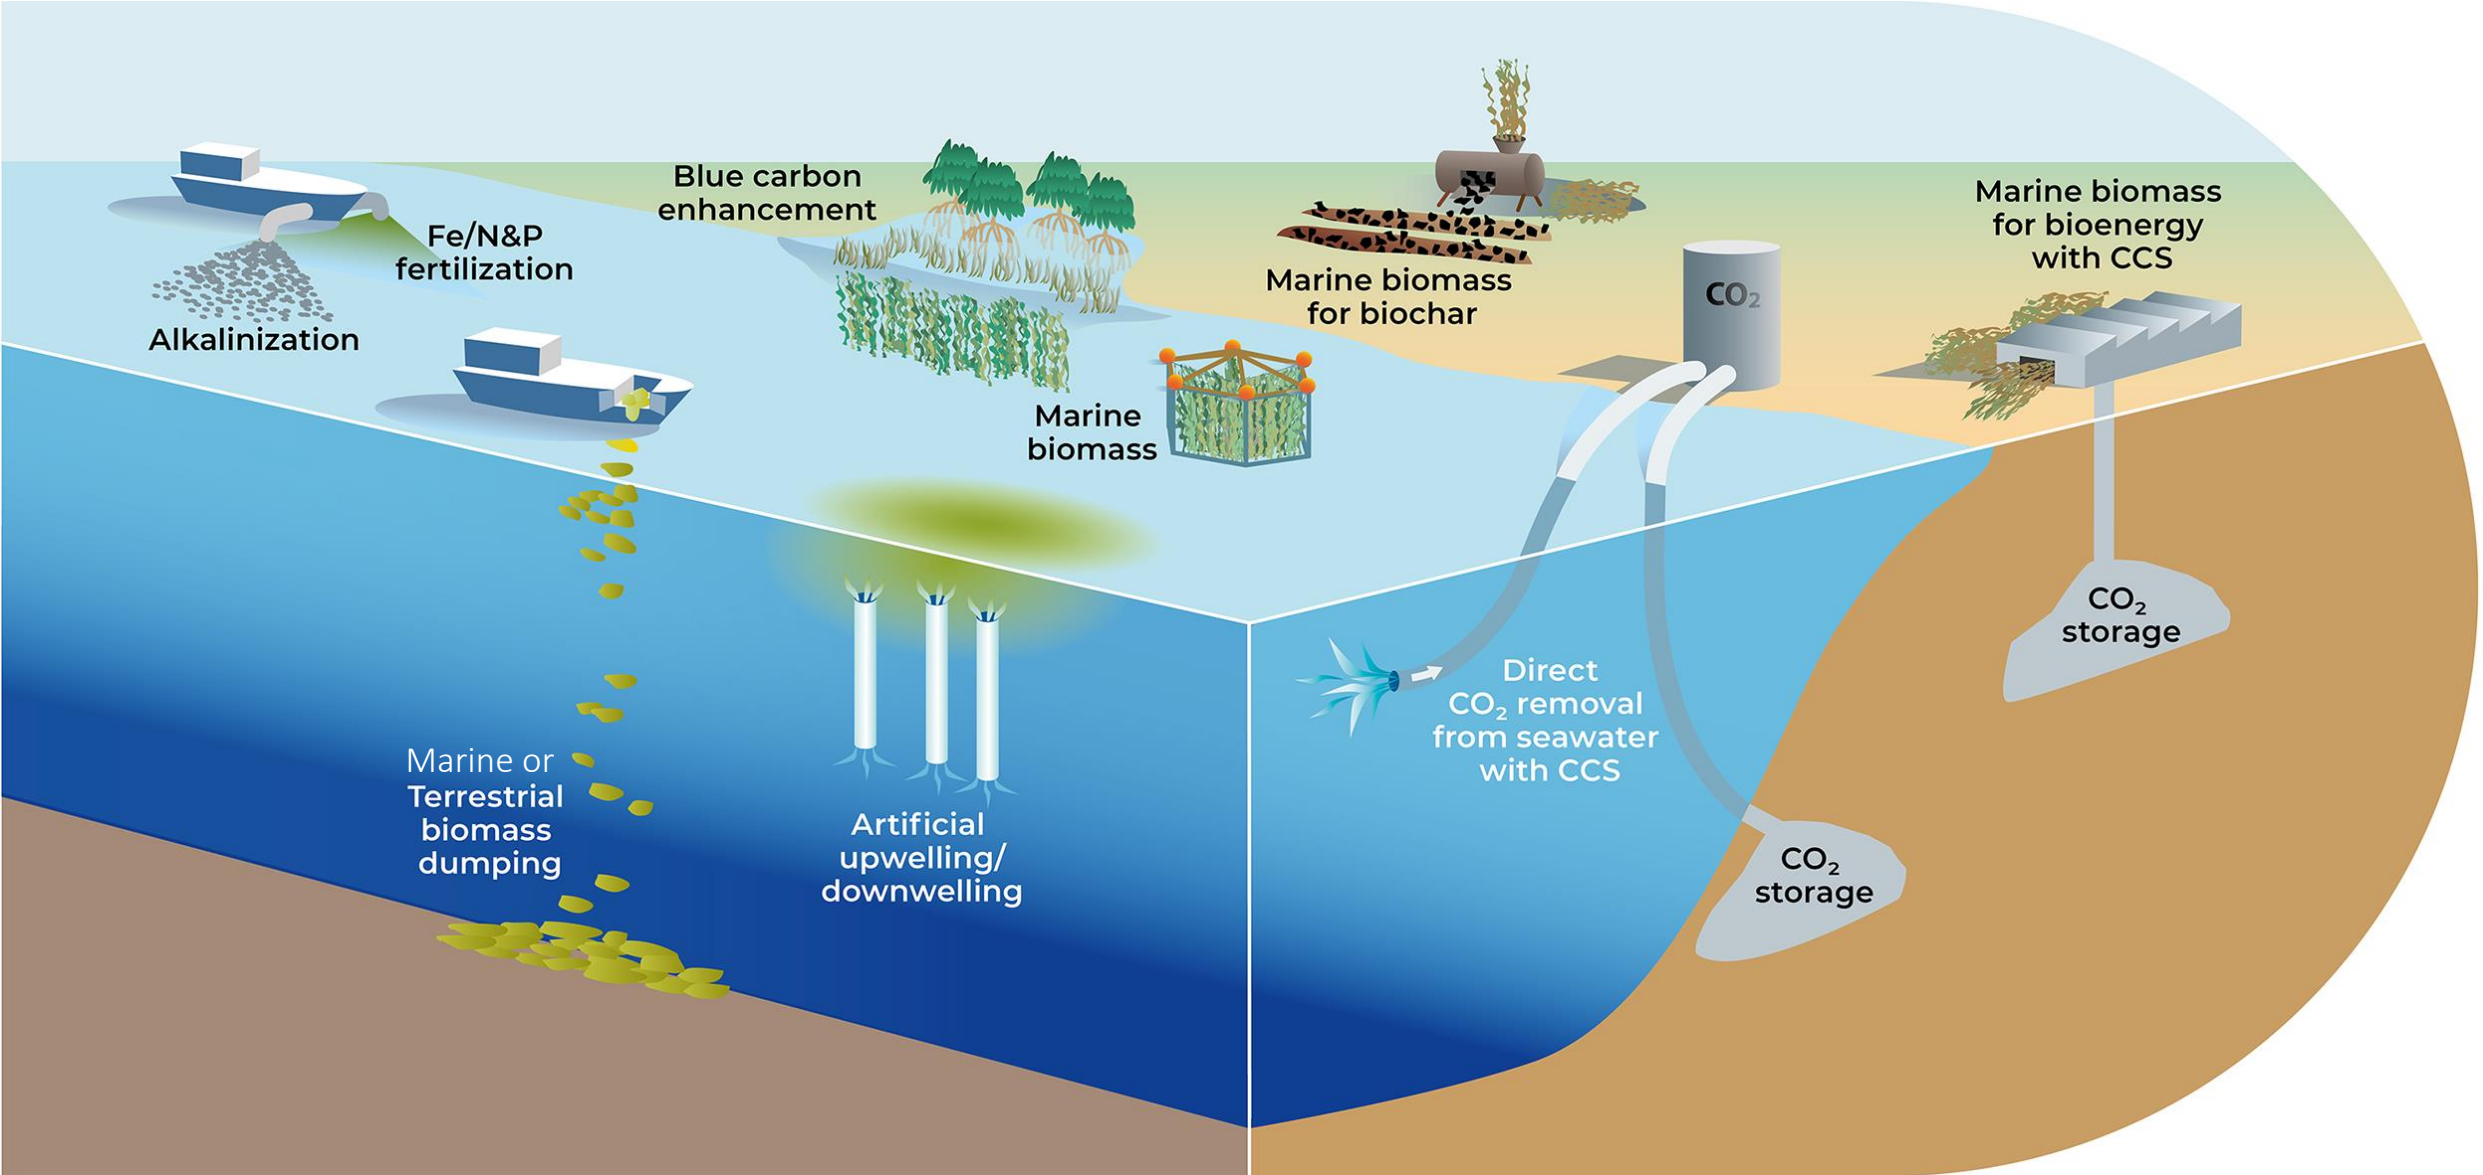 Blue carbon
enhancement
Fe/N&P
fertilization
Alkalinization
Marine biomass
for biochar
CO₂
Marine biomass
for bioenergy
with CCS
Marine
biomass
Marine or
Terrestrial
biomass
dumping
Artificial
upwelling/
downwelling
Direct
CO₂ removal
from seawater
with CCS
CO₂
storage
CO₂
storage